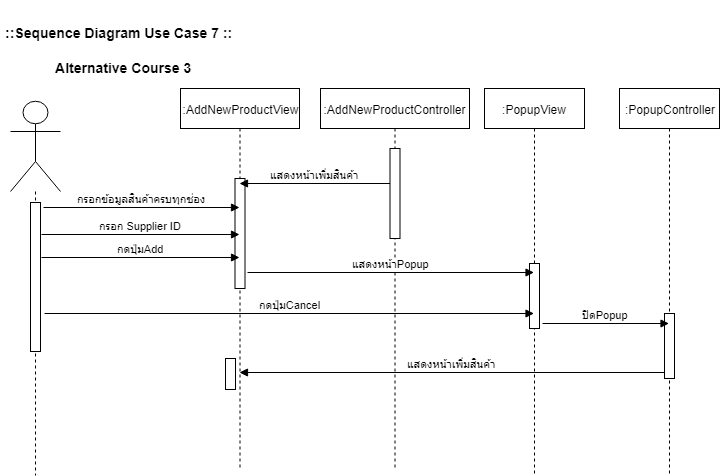 ::Sequence Diagram Use Case 7 ::
Alternative Course 3
:AddNewProductView
:AddNewProductController
:PopupView
:PopupController
แสดงหน้าเพิ่มสินค้า
กรอกข้อมูลสินค้าครบทุกช่อง
กรอก Supplier ID
กดปุ่มAdd
แสดงหน้าPopup
กดปุ่มCancel
ปิดPopup
แสดงหน้าเพิ่มสินค้า